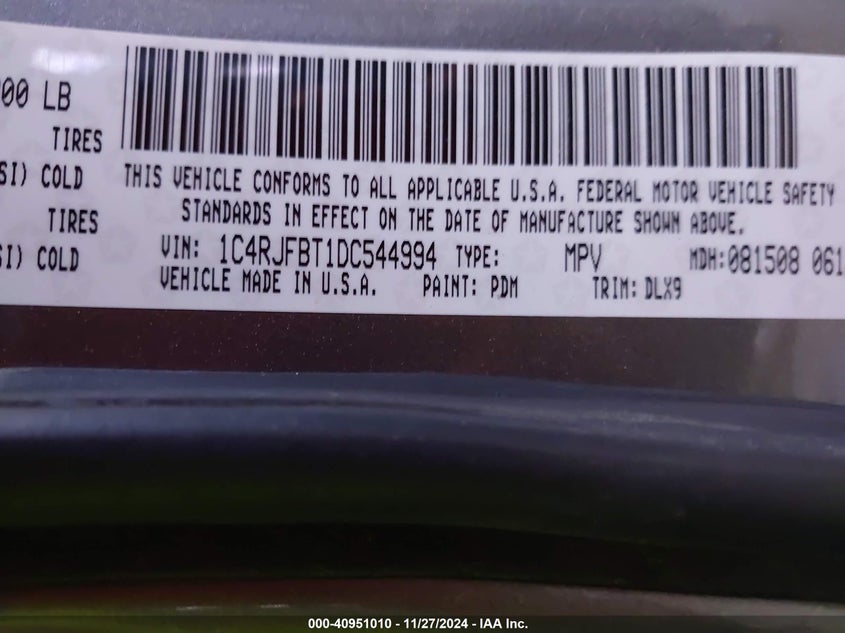 00 LB
TIRES
SI) COLD
TIRES
SI) COLD
THIS VEHICLE CONFORMS TO ALL APPLICABLE U.S.A. FEDERAL MOTOR VEHICLE SAFETY
STANDARDS IN EFFECT ON THE DATE OF MANUFACTURE SHOWN ABOVE.
VIN: 1C4RJFBT1DC544994 TYPE: MPV MDH: 081508 061
VEHICLE MADE IN U.S.A. PAINT: PDM TRIM: DLX9
000-40951010 - 11/27/2024 - IAA Inc.